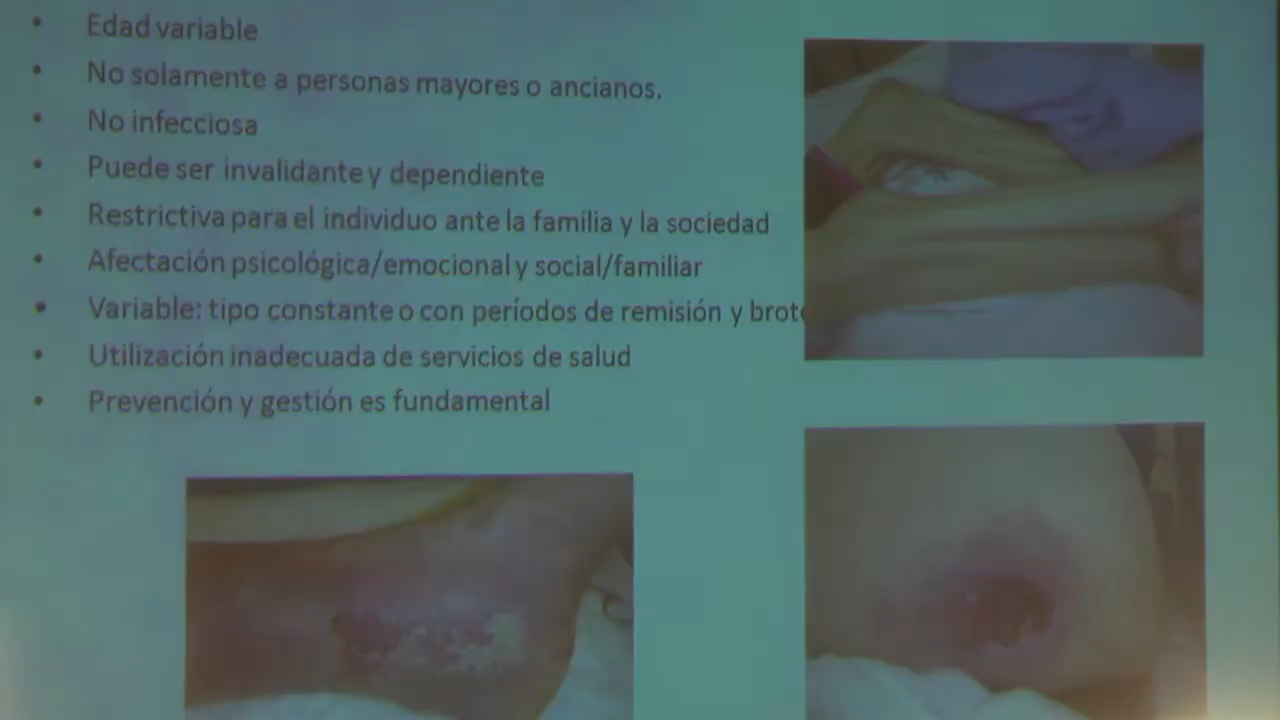 • Edad variable
• No solamente a personas mayores o ancianos.
• No infecciosa
• Puede ser invalidante y dependiente
• Restrictiva para el individuo ante la familia y la sociedad
• Afectación psicológica/emocional y social/familiar
• Variable: tipo constante o con períodos de remisión y brot
• Utilización inadecuada de servicios de salud
• Prevención y gestión es fundamental